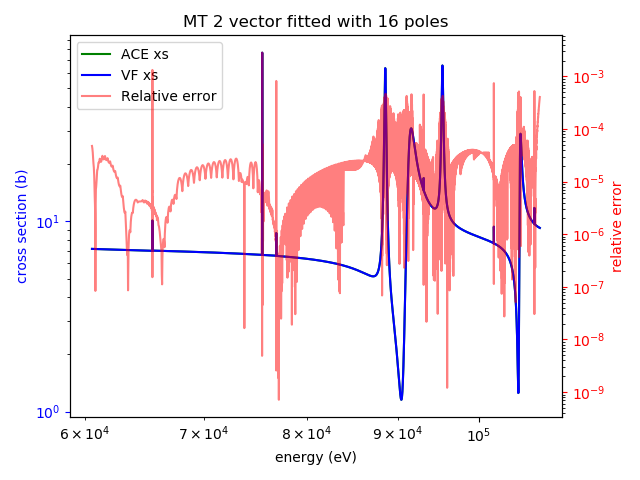 MT 2 vector fitted with 16 poles
ACE xs
VF xs
Relative error
cross section (b)
10¹
10⁰
10⁻³
10⁻⁴
10⁻⁵
10⁻⁶
10⁻⁷
10⁻⁸
10⁻⁹
relative error
6 × 10⁴ 7 × 10⁴ 8 × 10⁴ 9 × 10⁴ 10⁵
energy (eV)